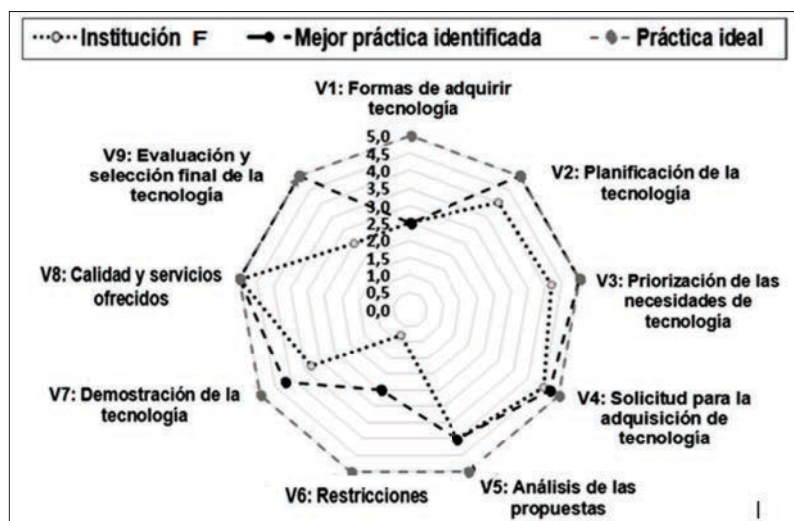 Institución F
Mejor práctica identificada
Práctica ideal
V1: Formas de adquirir
tecnología
V9: Evaluación y
selección final de la
tecnología
V2: Planificación de la
tecnología
5,0
4,5
4,0
3,5
3,0
2,5
2,0
1,5
1,0
0,5
0,0
V8: Calidad y servicios
ofrecidos
V3: Priorización de las
necesidades de
tecnología
V7: Demostración de la
tecnología
V4: Solicitud para la
adquisición de
tecnología
V6: Restricciones
V5: Análisis de las
propuestas